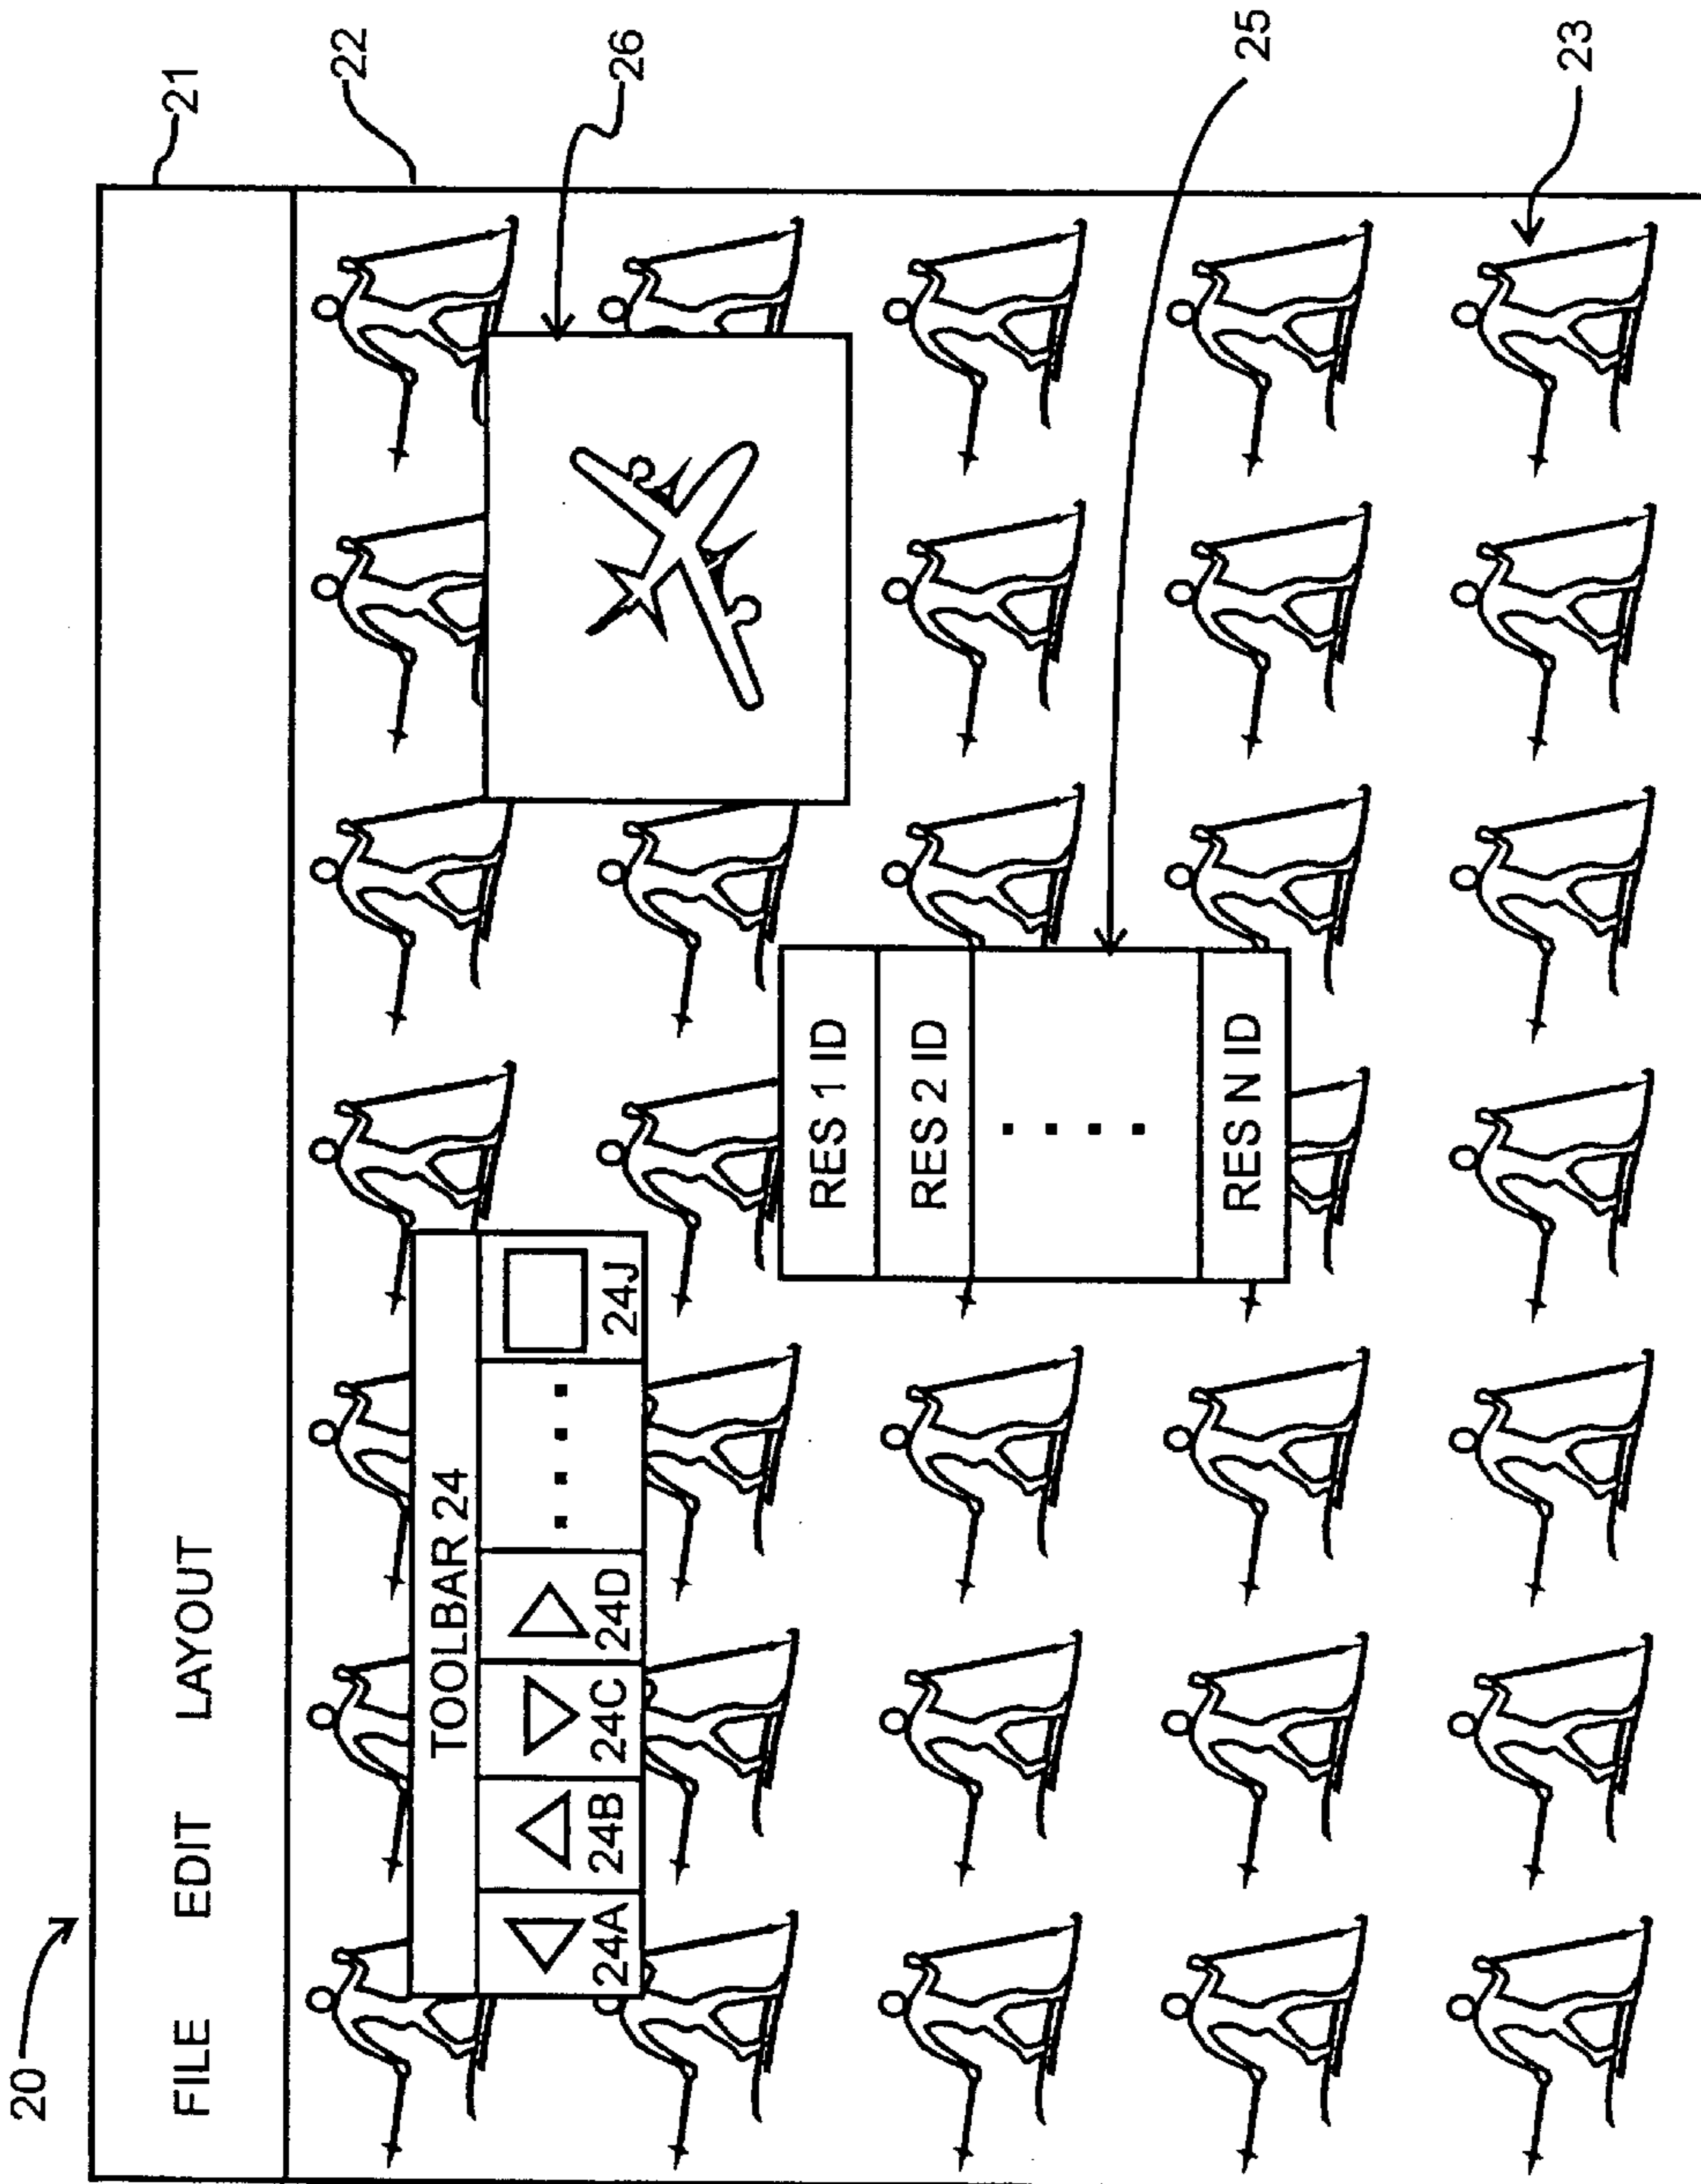 20
21
FILE EDIT LAYOUT
22
26
TOOLBAR 24
24A 24B 24C 24D 24J
RES 1 ID
RES 2 ID
RES N ID
25
23